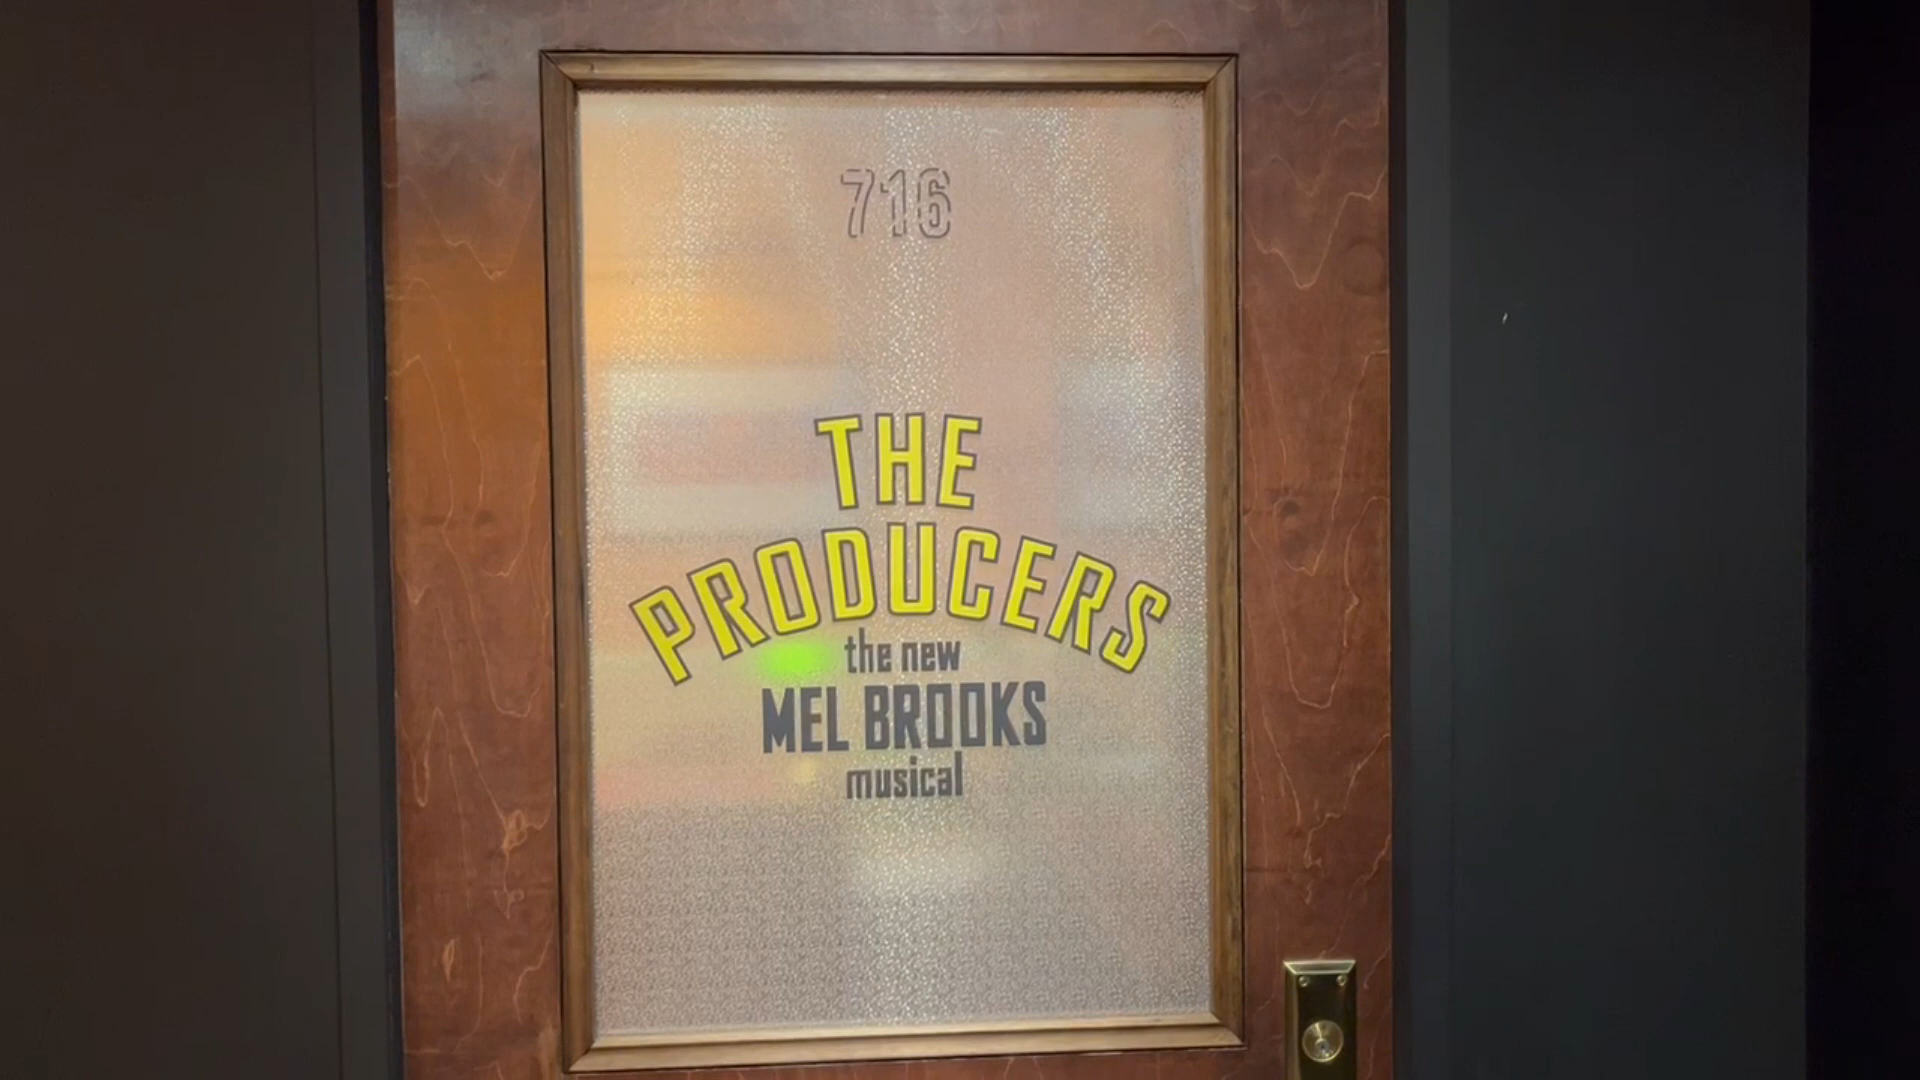 716
THE
PRODUCERS
the new
MEL BROOKS
musical